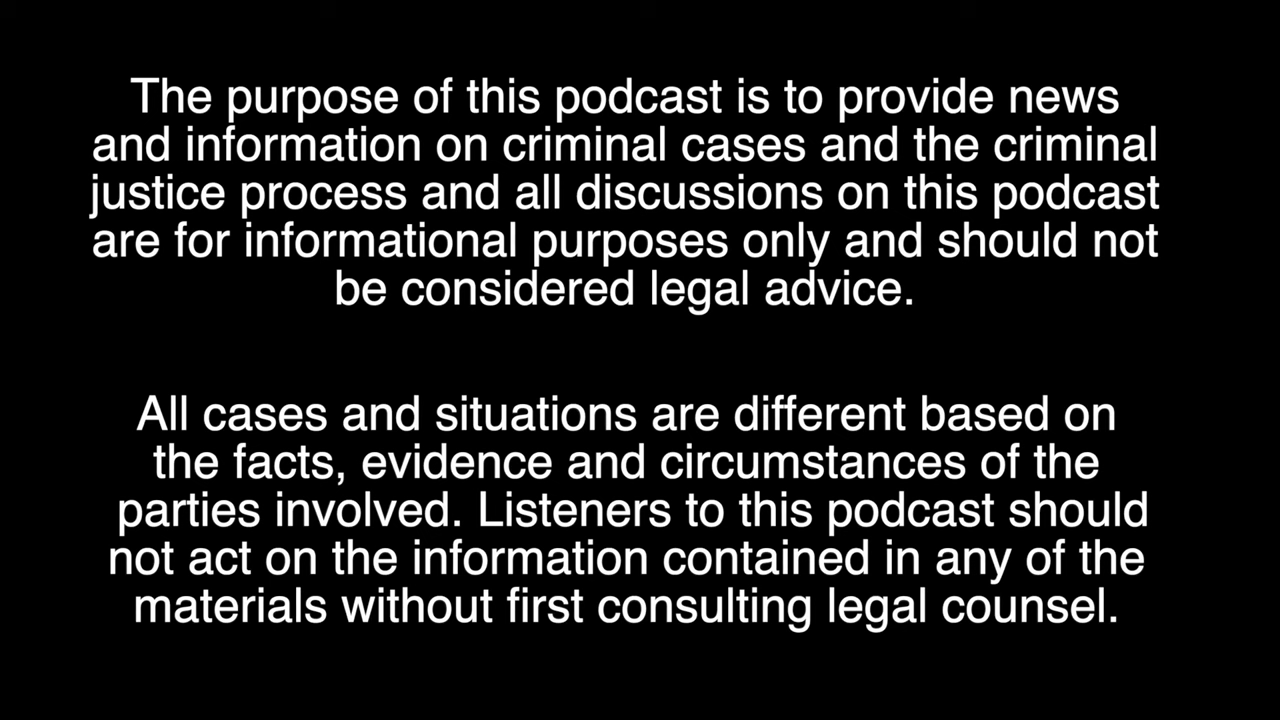 The purpose of this podcast is to provide news
and information on criminal cases and the criminal
justice process and all discussions on this podcast
are for informational purposes only and should not
be considered legal advice.
All cases and situations are different based on
the facts, evidence and circumstances of the
parties involved. Listeners to this podcast should
not act on the information contained in any of the
materials without first consulting legal counsel.